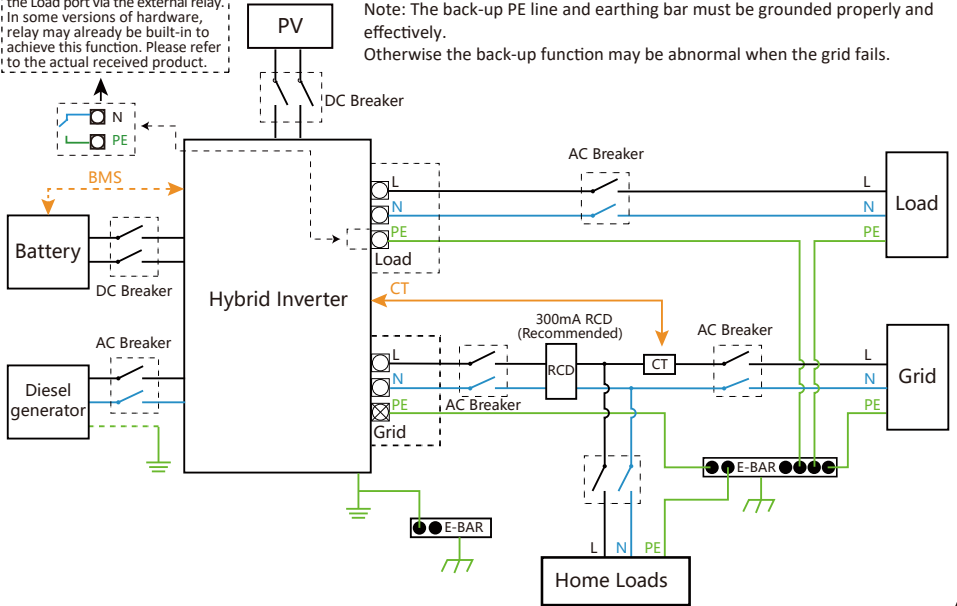 the Load port via the external relay.
In some versions of hardware,
relay may already be built-in to
achieve this function. Please refer
to the actual received product.
Note: The back-up PE line and earthing bar must be grounded properly and
effectively.
Otherwise the back-up function may be abnormal when the grid fails.
PV
DC Breaker
N
PE
BMS
Battery
DC Breaker
AC Breaker
Diesel
generator
Hybrid Inverter
L
N
PE
Load
AC Breaker
L
N
PE
Load
CT
300mA RCD
(Recommended)
AC Breaker
L
N
PE
Grid
AC Breaker
RCD
CT
L
N
PE
Grid
E-BAR
E-BAR
L
N
PE
Home Loads